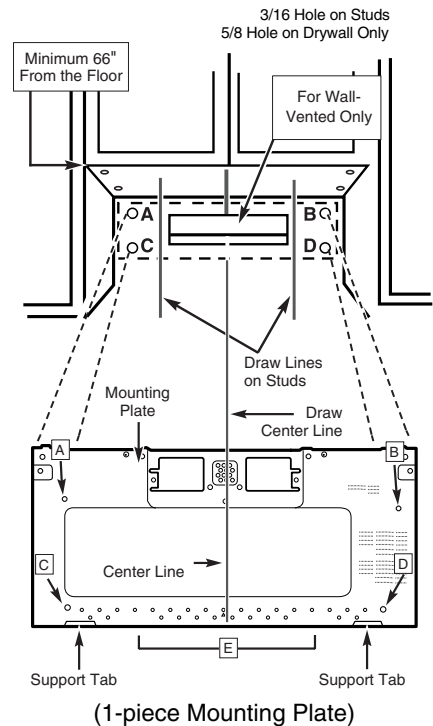 3/16 Hole on Studs
5/8 Hole on Drywall Only
Minimum 66"
From the Floor
For Wall-
Vented Only
A
B
C
D
Draw Lines
on Studs
Mounting
Plate
Draw
Center Line
A
B
Center Line
C
D
E
Support Tab
Support Tab
(1-piece Mounting Plate)